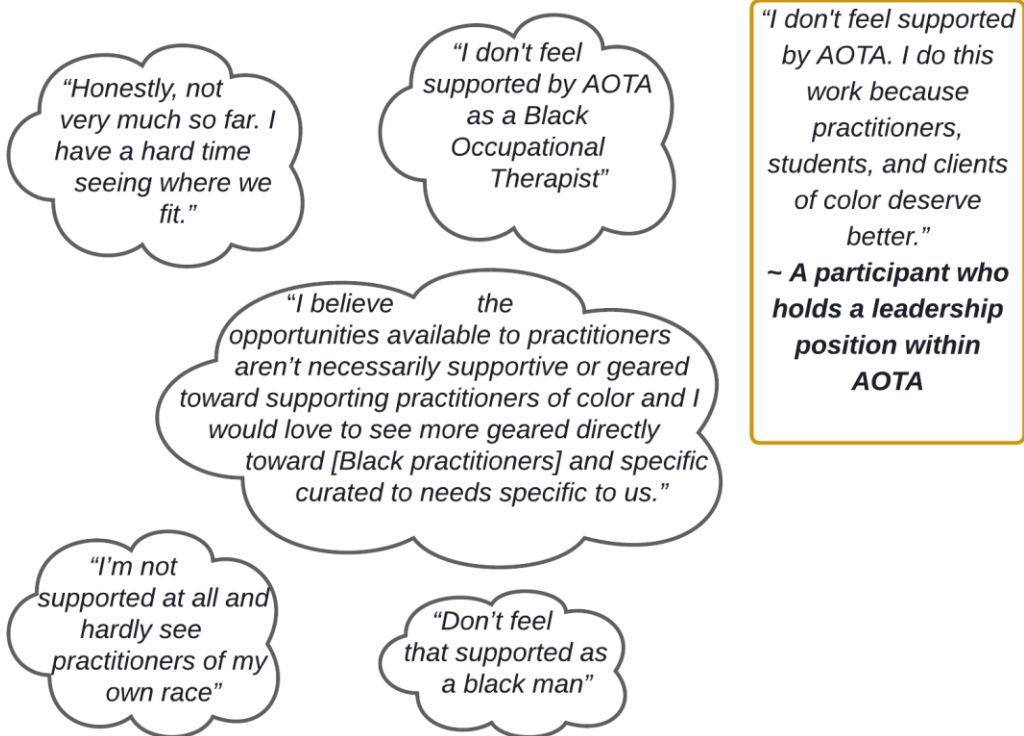 “Honestly, not
very much so far. I
have a hard time
seeing where we
fit.”
“I don't feel
supported by AOTA
as a Black
Occupational
Therapist”
“I don't feel supported
by AOTA. I do this
work because
practitioners,
students, and clients
of color deserve
better.”
~ A participant who
holds a leadership
position within
AOTA
“I believe the
opportunities available to practitioners
aren’t necessarily supportive or geared
toward supporting practitioners of color and I
would love to see more geared directly
toward [Black practitioners] and specific
curated to needs specific to us.”
“I’m not
supported at all and
hardly see
practitioners of my
own race”
“Don’t feel
that supported as
a black man”